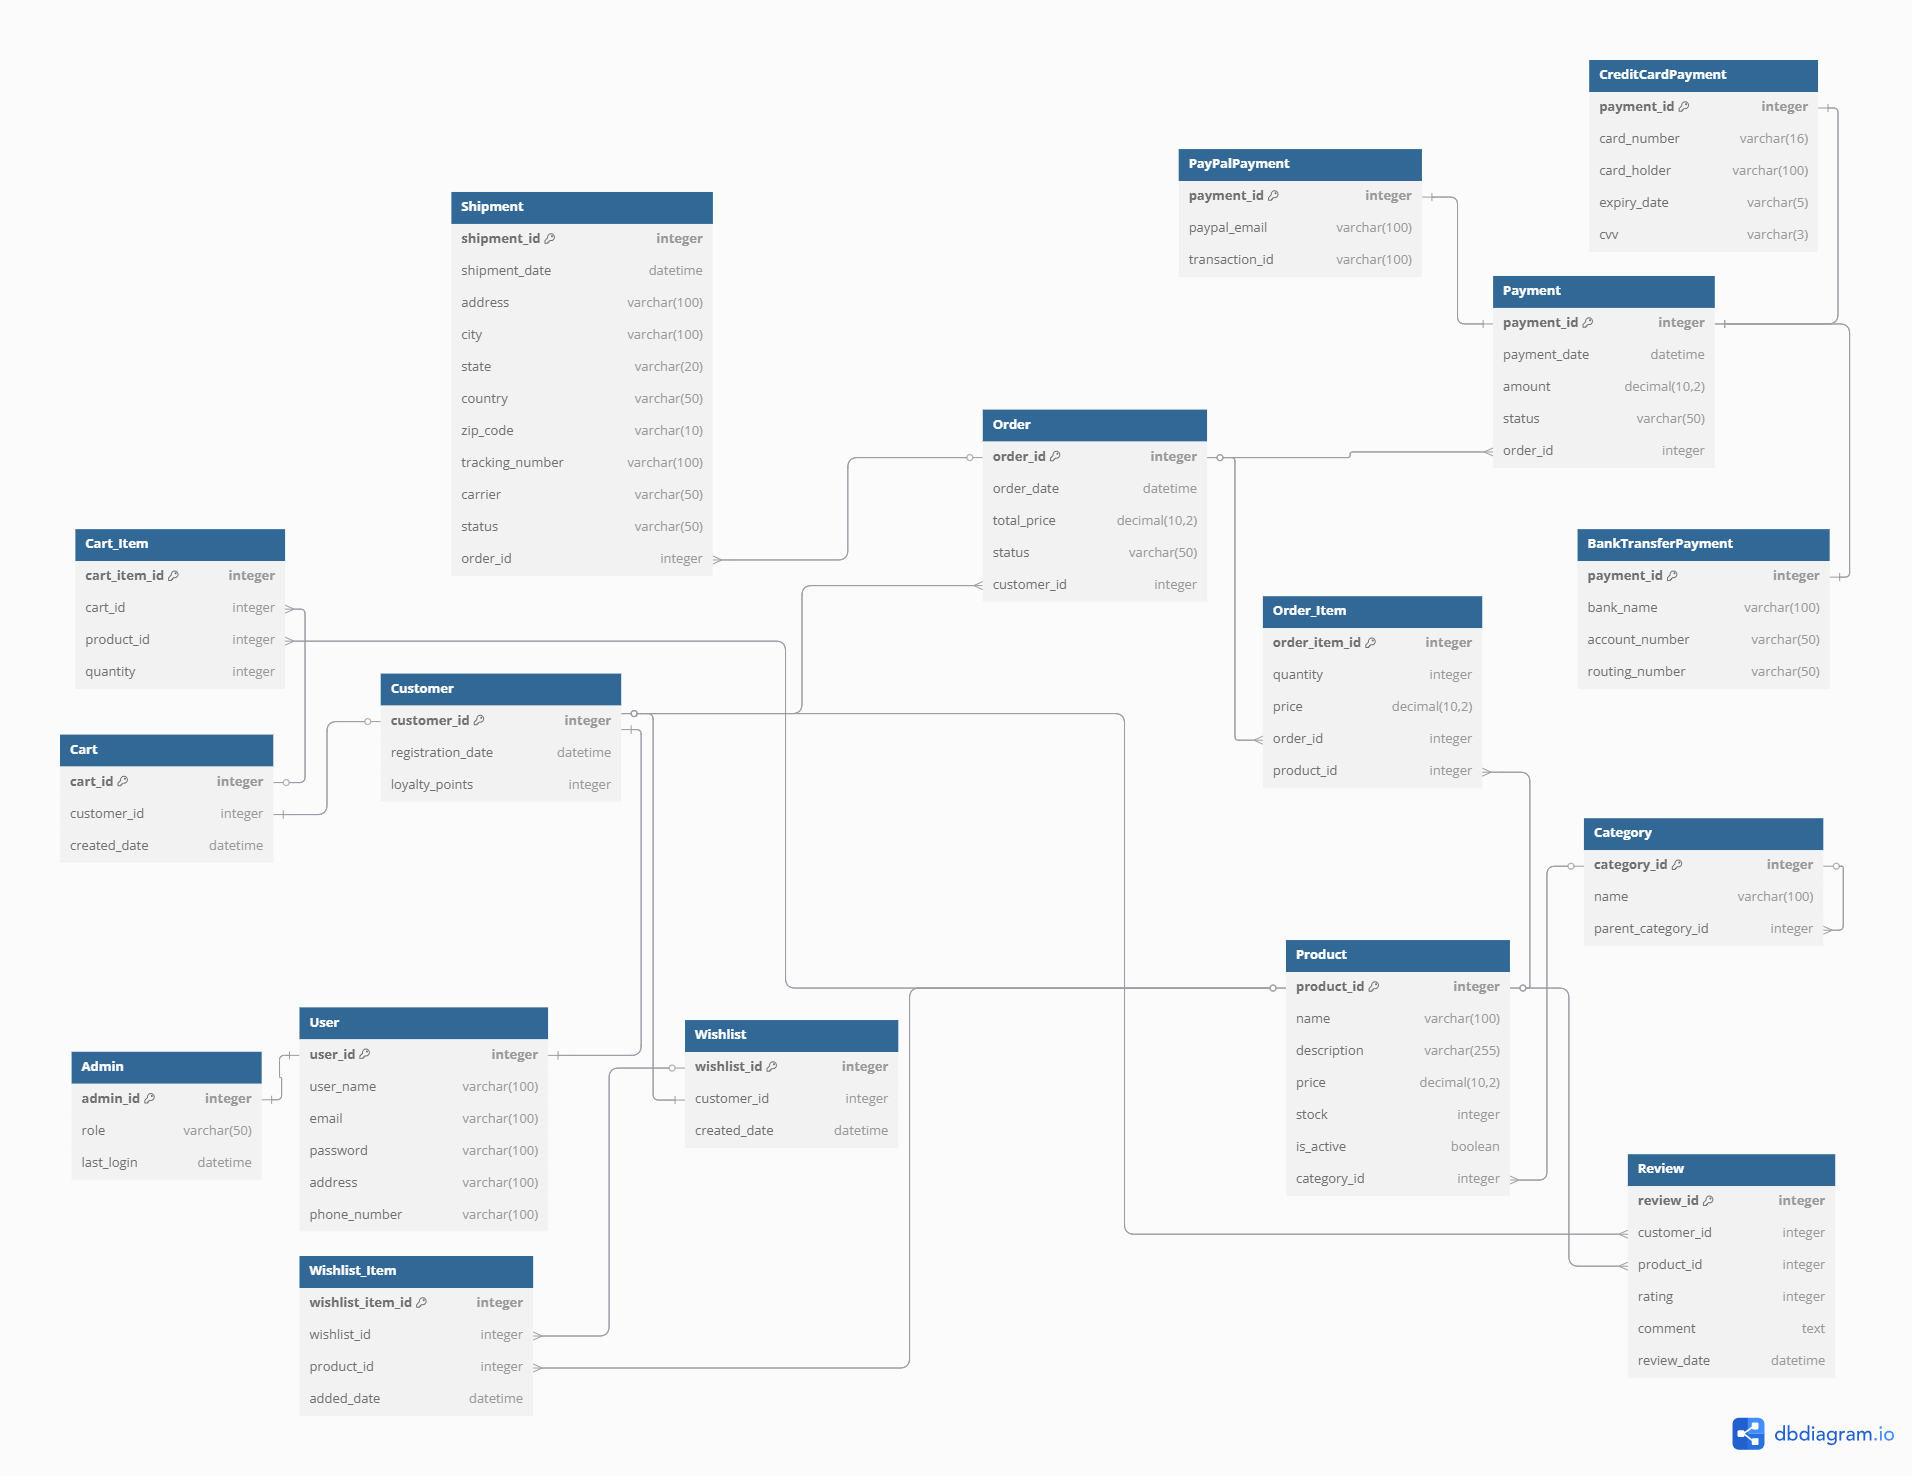 CreditCardPayment
payment_id integer
card_number varchar(16)
card_holder varchar(100)
expiry_date varchar(5)
cvv varchar(3)
PayPalPayment
payment_id integer
paypal_email varchar(100)
transaction_id varchar(100)
Shipment
shipment_id integer
shipment_date datetime
address varchar(100)
city varchar(100)
state varchar(20)
country varchar(50)
zip_code varchar(10)
tracking_number varchar(100)
carrier varchar(50)
status varchar(50)
order_id integer
Payment
payment_id integer
payment_date datetime
amount decimal(10,2)
status varchar(50)
order_id integer
Order
order_id integer
order_date datetime
total_price decimal(10,2)
status varchar(50)
customer_id integer
Cart_Item
cart_item_id integer
cart_id integer
product_id integer
quantity integer
BankTransferPayment
payment_id integer
bank_name varchar(100)
account_number varchar(50)
routing_number varchar(50)
Order_Item
order_item_id integer
quantity integer
price decimal(10,2)
order_id integer
product_id integer
Customer
customer_id integer
registration_date datetime
loyalty_points integer
Cart
cart_id integer
customer_id integer
created_date datetime
Category
category_id integer
name varchar(100)
parent_category_id integer
Product
product_id integer
name varchar(100)
description varchar(255)
price decimal(10,2)
stock integer
is_active boolean
category_id integer
User
user_id integer
user_name varchar(100)
email varchar(100)
password varchar(100)
address varchar(100)
phone_number varchar(100)
Wishlist
wishlist_id integer
customer_id integer
created_date datetime
Admin
admin_id integer
role varchar(50)
last_login datetime
Review
review_id integer
customer_id integer
product_id integer
rating integer
comment text
review_date datetime
Wishlist_Item
wishlist_item_id integer
wishlist_id integer
product_id integer
added_date datetime
dbdiagram.io